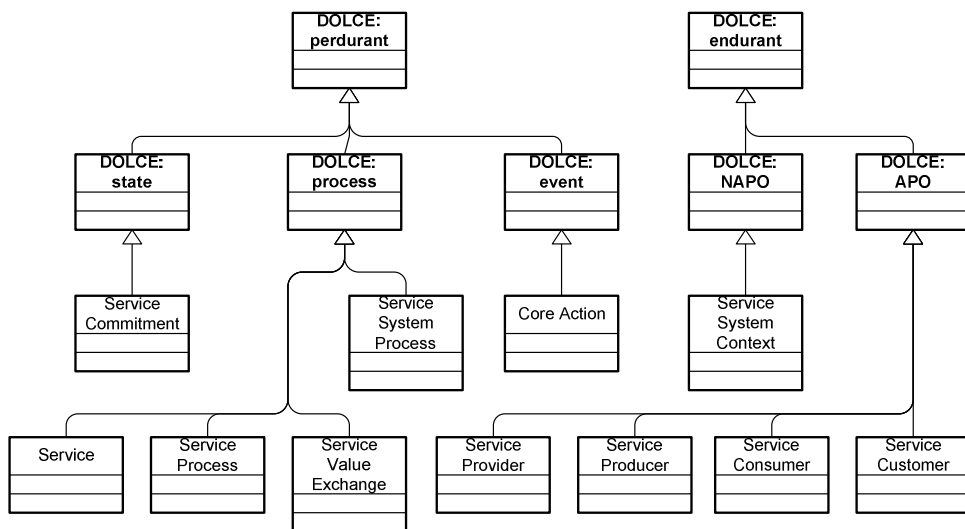 DOLCE:
perdurant
DOLCE:
endurant
DOLCE:
state
DOLCE:
process
DOLCE:
event
DOLCE:
NAPO
DOLCE:
APO
Service
Commitment
Service
System
Process
Core Action
Service
System
Context
Service
Service
Process
Service
Value
Exchange
Service
Provider
Service
Producer
Service
Consumer
Service
Customer